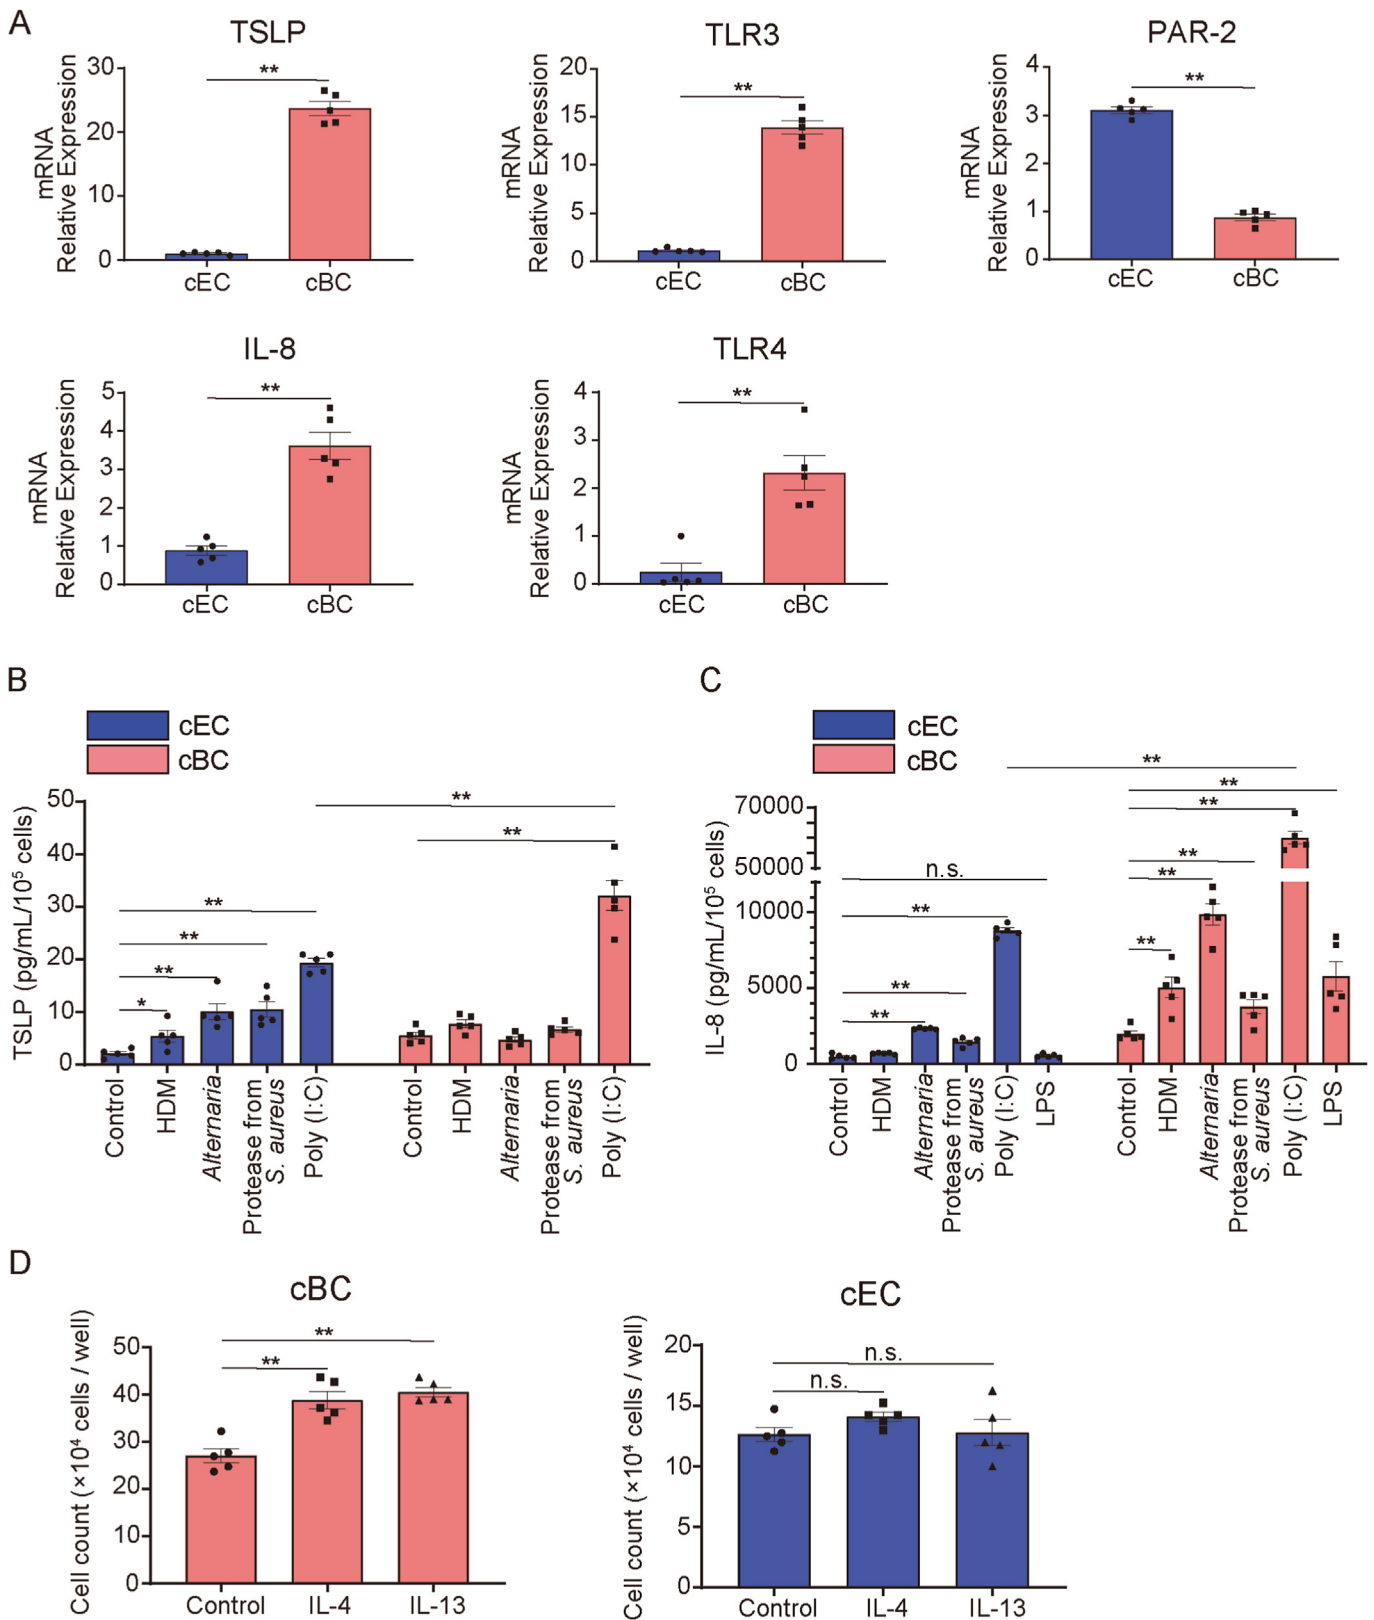 A
TSLP
mRNA
Relative Expression
30
20
10
0
**
cEC
cBC
TLR3
mRNA
Relative Expression
20
15
10
5
0
**
cEC
cBC
PAR-2
mRNA
Relative Expression
4
3
2
1
0
**
cEC
cBC
IL-8
mRNA
Relative Expression
5
4
3
2
1
0
**
cEC
cBC
TLR4
mRNA
Relative Expression
4
3
2
1
0
**
cEC
cBC
B
cEC
cBC
TSLP (pg/mL/10⁵ cells)
50
40
30
20
10
0
*
**
**
**
**
**
Control
HDM
Alternaria
Protease from
S. aureus
Poly (I:C)
Control
HDM
Alternaria
Protease from
S. aureus
Poly (I:C)
C
cEC
cBC
IL-8 (pg/mL/10⁵ cells)
70000
50000
10000
5000
0
**
**
**
n.s.
**
**
**
**
**
**
Control
HDM
Alternaria
Protease from
S. aureus
Poly (I:C)
LPS
Control
HDM
Alternaria
Protease from
S. aureus
Poly (I:C)
LPS
D
cBC
Cell count (×10⁴ cells / well)
50
40
30
20
10
0
**
**
Control
IL-4
IL-13
cEC
Cell count (×10⁴ cells / well)
20
15
10
5
0
n.s.
n.s.
Control
IL-4
IL-13